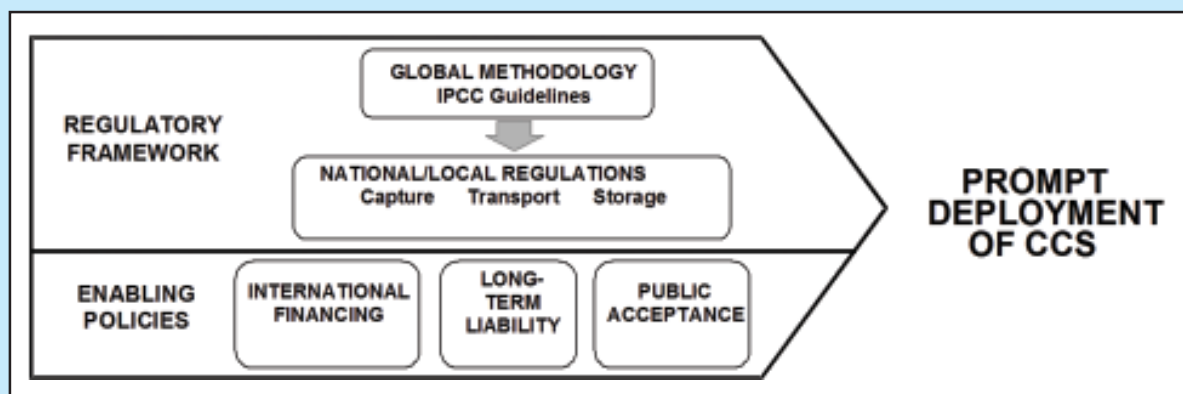 REGULATORY
FRAMEWORK
GLOBAL METHODOLOGY
IPCC Guidelines
NATIONAL/LOCAL REGULATIONS
Capture Transport Storage
ENABLING
POLICIES
INTERNATIONAL
FINANCING
LONG-
TERM
LIABILITY
PUBLIC
ACCEPTANCE
PROMPT
DEPLOYMENT
OF CCS